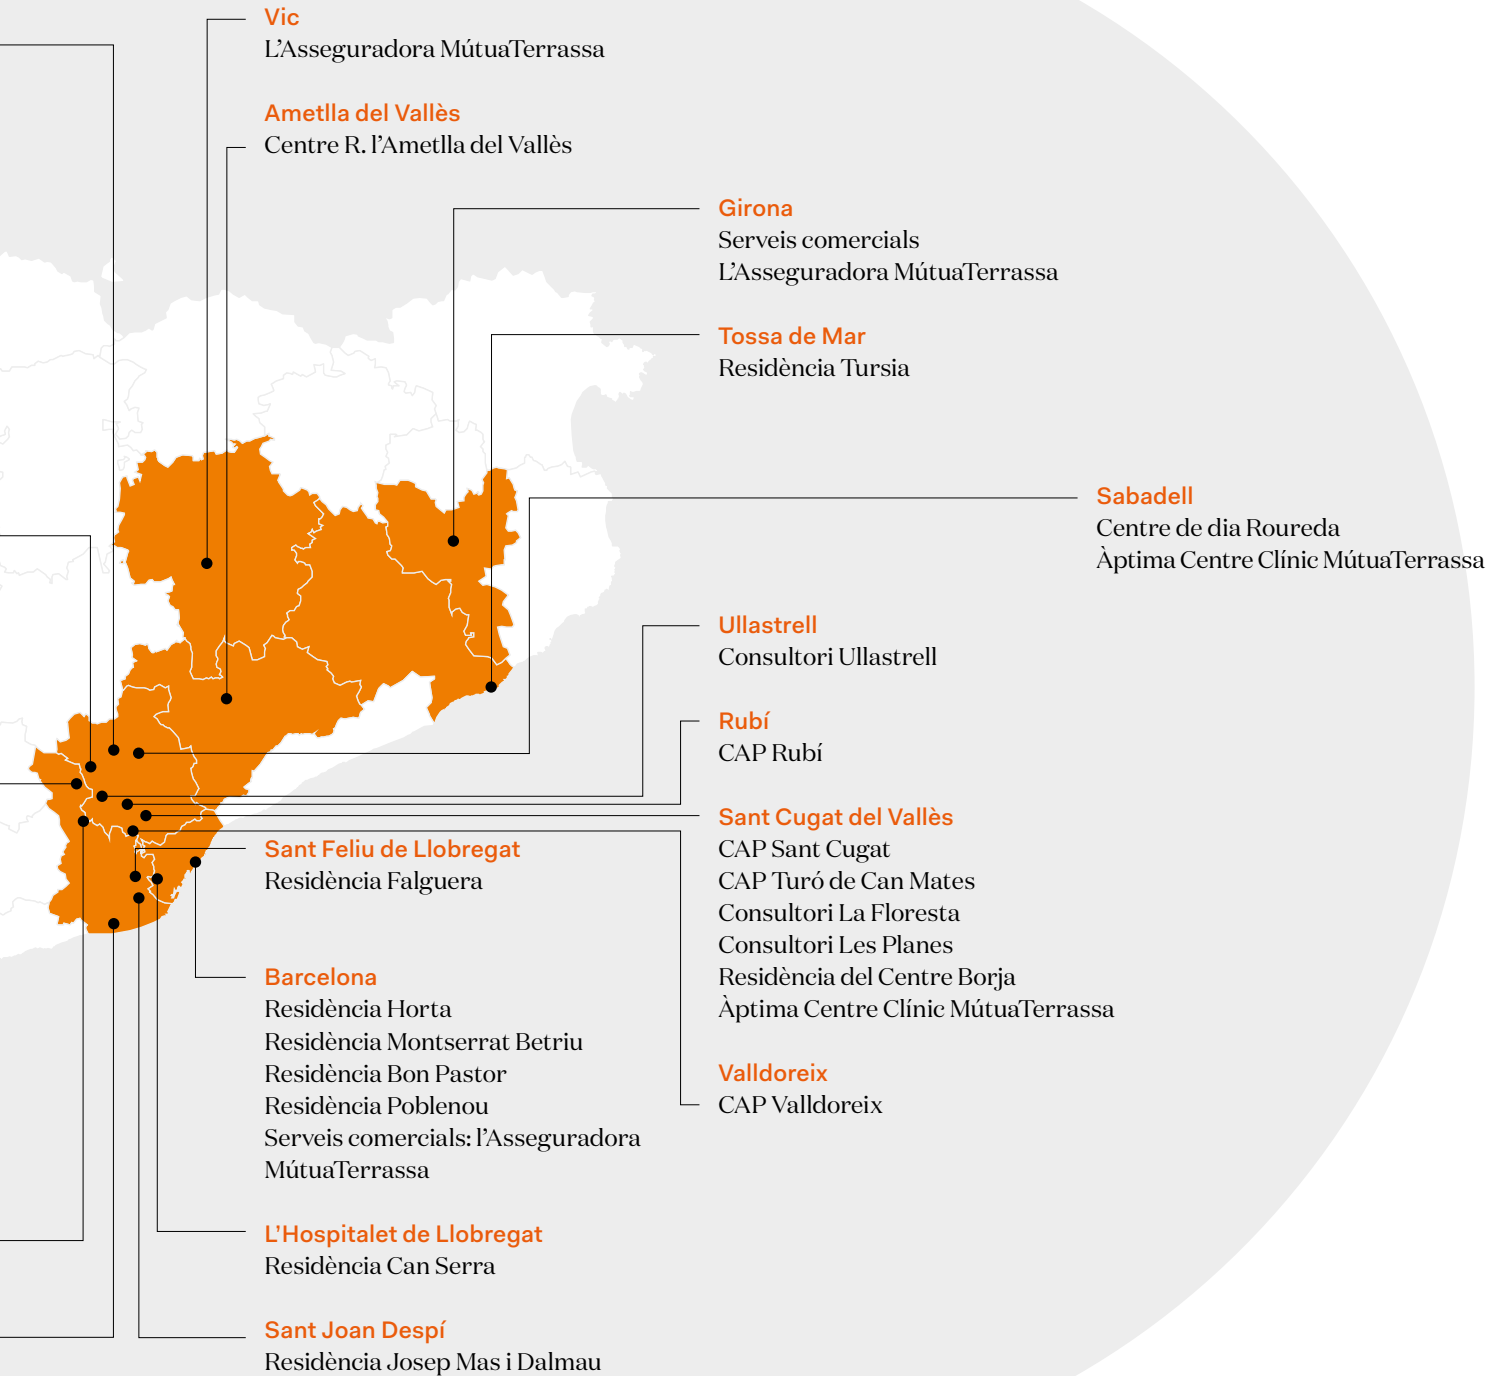 Vic
L'Asseguradora MútuaTerrassa
Ametlla del Vallès
Centre R. l'Ametlla del Vallès
Girona
Serveis comercials
L'Asseguradora MútuaTerrassa
Tossa de Mar
Residència Tursia
Sabadell
Centre de dia Roureda
Àptima Centre Clínic MútuaTerrassa
Ullastrell
Consultori Ullastrell
Rubí
CAP Rubí
Sant Cugat del Vallès
CAP Sant Cugat
CAP Turó de Can Mates
Consultori La Floresta
Consultori Les Planes
Residència del Centre Borja
Àptima Centre Clínic MútuaTerrassa
Valldoreix
CAP Valldoreix
Sant Feliu de Llobregat
Residència Falguera
Barcelona
Residència Horta
Residència Montserrat Betriu
Residència Bon Pastor
Residència Poblenou
Serveis comercials: l'Asseguradora
MútuaTerrassa
L'Hospitalet de Llobregat
Residència Can Serra
Sant Joan Despí
Residència Josep Mas i Dalmau